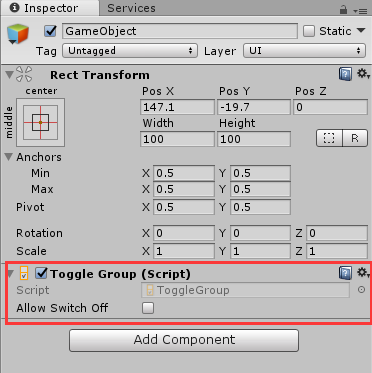 Inspector Services
GameObject Static
Tag Untagged Layer UI
Rect Transform
center Pos X Pos Y Pos Z
middle 147.1 -19.7 0
Width Height
100 100 R
Anchors
Min X 0.5 Y 0.5
Max X 0.5 Y 0.5
Pivot X 0.5 Y 0.5
Rotation X 0 Y 0 Z 0
Scale X 1 Y 1 Z 1
Toggle Group (Script)
Script ToggleGroup
Allow Switch Off
Add Component